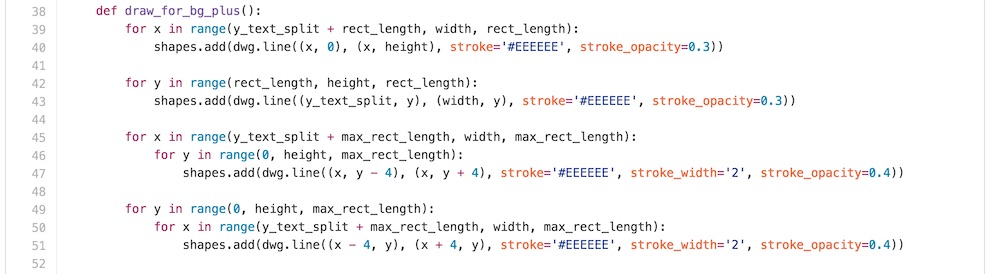 38 def draw_for_bg_plus():
39 for x in range(y_text_split + rect_length, width, rect_length):
40 shapes.add(dwg.line((x, 0), (x, height), stroke='#EEEEEE', stroke_opacity=0.3))
41
42 for y in range(rect_length, height, rect_length):
43 shapes.add(dwg.line((y_text_split, y), (width, y), stroke='#EEEEEE', stroke_opacity=0.3))
44
45 for x in range(y_text_split + max_rect_length, width, max_rect_length):
46 for y in range(0, height, max_rect_length):
47 shapes.add(dwg.line((x, y - 4), (x, y + 4), stroke='#EEEEEE', stroke_width='2', stroke_opacity=0.4))
48
49 for y in range(0, height, max_rect_length):
50 for x in range(y_text_split + max_rect_length, width, max_rect_length):
51 shapes.add(dwg.line((x - 4, y), (x + 4, y), stroke='#EEEEEE', stroke_width='2', stroke_opacity=0.4))
52